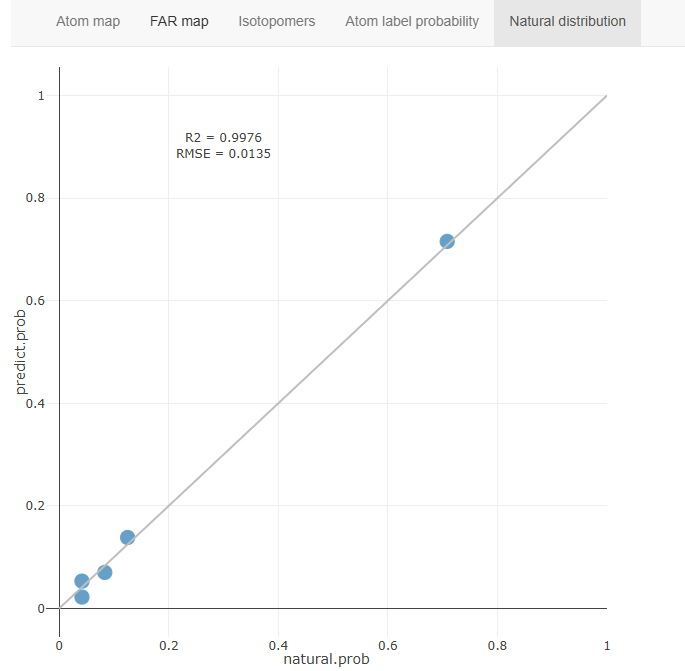 Atom map FAR map Isotopomers Atom label probability Natural distribution
R2 = 0.9976
RMSE = 0.0135
1
0.8
0.6
0.4
0.2
0
predict.prob
0 0.2 0.4 0.6 0.8 1
natural.prob